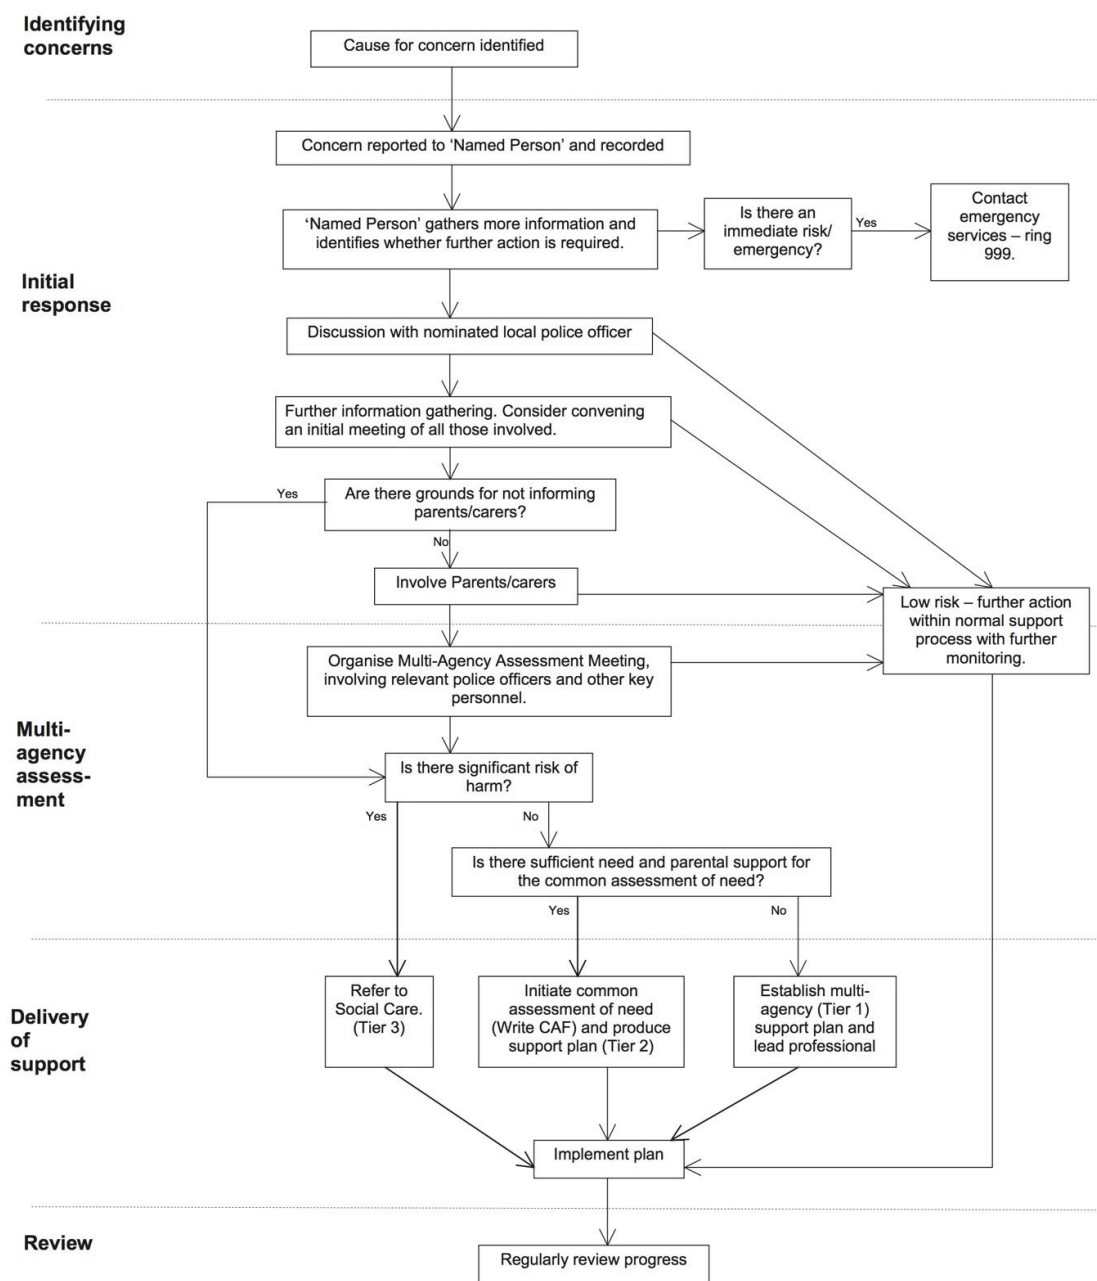 Identifying
concerns
Cause for concern identified
Concern reported to ‘Named Person’ and recorded
‘Named Person’ gathers more information and
identifies whether further action is required.
Is there an
immediate risk/
emergency?
Yes
Contact
emergency
services – ring
999.
Initial
response
Discussion with nominated local police officer
Further information gathering. Consider convening
an initial meeting of all those involved.
Yes
Are there grounds for not informing
parents/carers?
No
Involve Parents/carers
Low risk – further action
within normal support
process with further
monitoring.
Organise Multi-Agency Assessment Meeting,
involving relevant police officers and other key
personnel.
Multi-
agency
assess-
ment
Is there significant risk of
harm?
Yes
No
Is there sufficient need and parental support for
the common assessment of need?
Yes
No
Delivery
of
support
Refer to
Social Care.
(Tier 3)
Initiate common
assessment of need
(Write CAF) and produce
support plan (Tier 2)
Establish multi-
agency (Tier 1)
support plan and
lead professional
Implement plan
Review
Regularly review progress